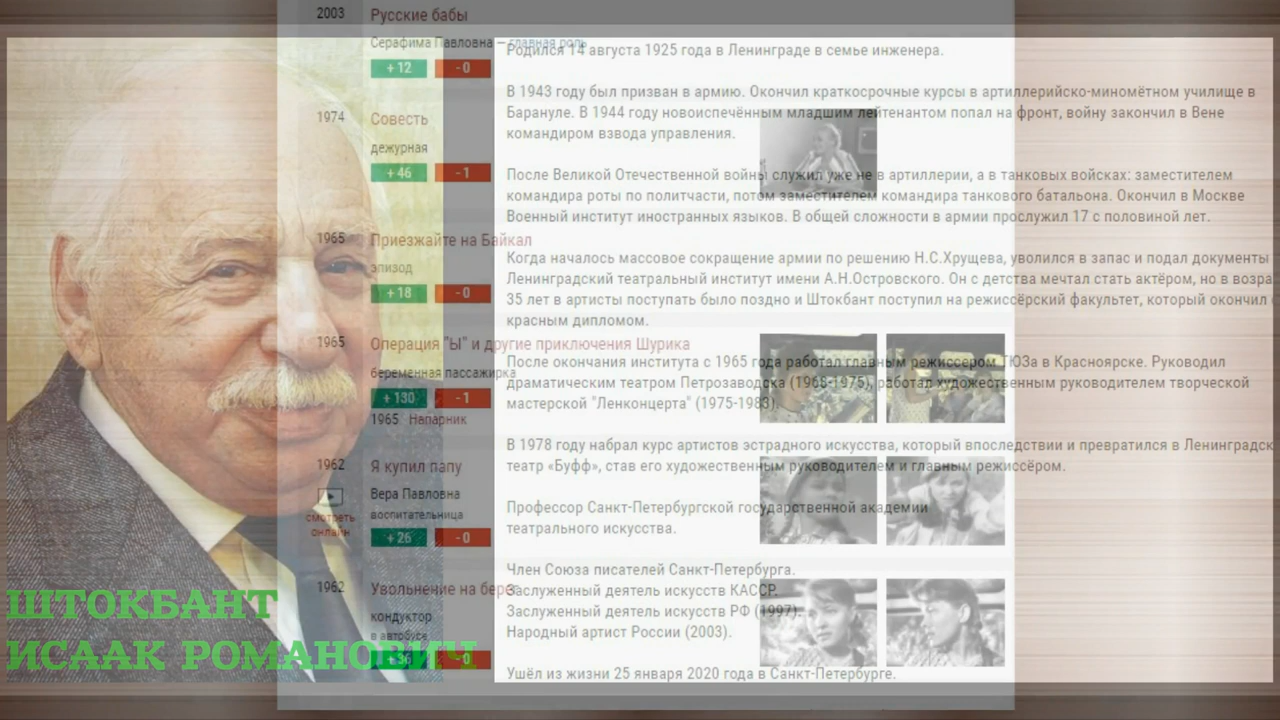 2003 Русские бабы
Серафима Павловна – главная роль
+ 12 - 0
1974 Совесть
дежурная
+ 46 - 1
1965 Приезжайте на Байкал
эпизод
+ 18 - 0
1965 Операция "Ы" и другие приключения Шурика
беременная пассажирка
+ 130 - 1
1965 Напарник
1962 Я купил папу
Вера Павловна
воспитательница
смотреть
онлайн
+ 26 - 0
1962 Увольнение на берег
кондуктор
в автобусе
+ 36 - 0
Родился 14 августа 1925 года в Ленинграде в семье инженера.
В 1943 году был призван в армию. Окончил краткосрочные курсы в артиллерийско-миномётном училище в
Барануле. В 1944 году новоиспечённым младшим лейтенантом попал на фронт, войну закончил в Вене
командиром взвода управления.
После Великой Отечественной войны служил уже не в артиллерии, а в танковых войсках: заместителем
командира роты по политчасти, потом заместителем командира танкового батальона. Окончил в Москве
Военный институт иностранных языков. В общей сложности в армии прослужил 17 с половиной лет.
Когда началось массовое сокращение армии по решению Н.С.Хрущева, уволился в запас и подал документы
Ленинградский театральный институт имени А.Н.Островского. Он с детства мечтал стать актёром, но в возра
35 лет в артисты поступать было поздно и Штокбант поступил на режиссёрский факультет, который окончил
красным дипломом.
После окончания института с 1965 года работал главным режиссером ТЮЗа в Красноярске. Руководил
драматическим театром Петрозаводска (1968-1975), работал художественным руководителем творческой
мастерской "Ленконцерта" (1975-1983).
В 1978 году набрал курс артистов эстрадного искусства, который впоследствии и превратился в Ленинградск
театр «Буфф», став его художественным руководителем и главным режиссёром.
Профессор Санкт-Петербургской государственной академии
театрального искусства.
Член Союза писателей Санкт-Петербурга.
Заслуженный деятель искусств КАССР.
Заслуженный деятель искусств РФ (1997).
Народный артист России (2003).
Ушёл из жизни 25 января 2020 года в Санкт-Петербурге.
ШТОКБАНТ
ИСААК РОМАНОВИЧ